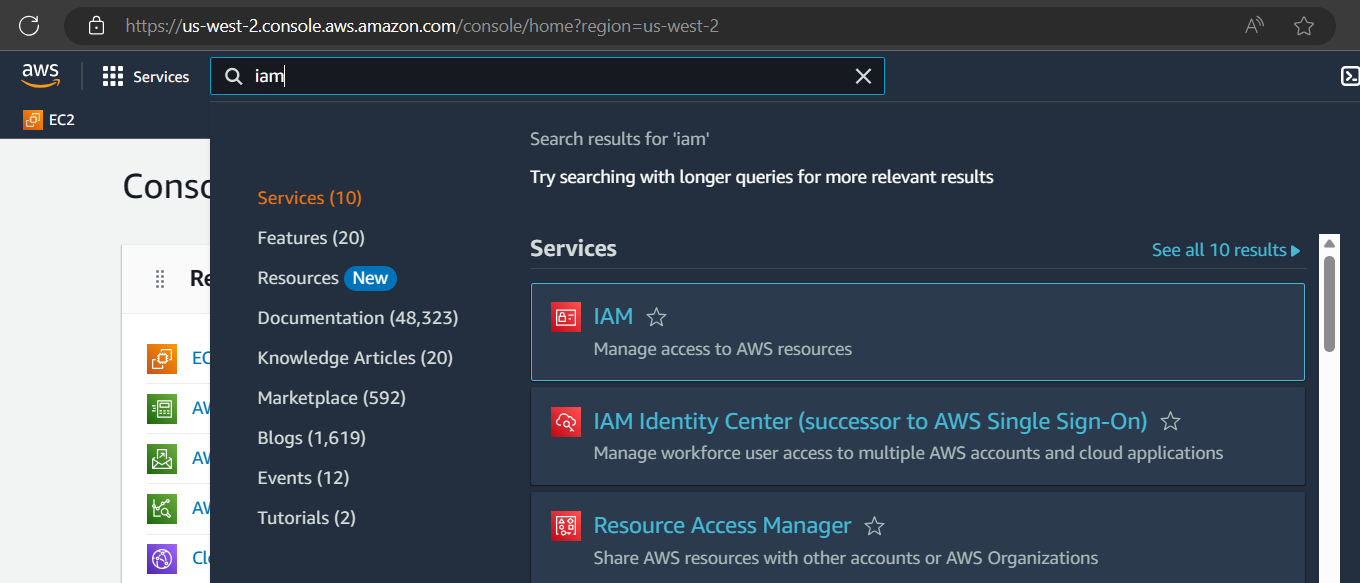 https://us-west-2.console.aws.amazon.com/console/home?region=us-west-2
aws
Services
iam
EC2
Search results for 'iam'
Try searching with longer queries for more relevant results
Services (10)
Features (20)
Resources New
Documentation (48,323)
Knowledge Articles (20)
Marketplace (592)
Blogs (1,619)
Events (12)
Tutorials (2)
Services
See all 10 results
IAM
Manage access to AWS resources
IAM Identity Center (successor to AWS Single Sign-On)
Manage workforce user access to multiple AWS accounts and cloud applications
Resource Access Manager
Share AWS resources with other accounts or AWS Organizations
Conso
Re
EC
AW
AW
AW
Clo